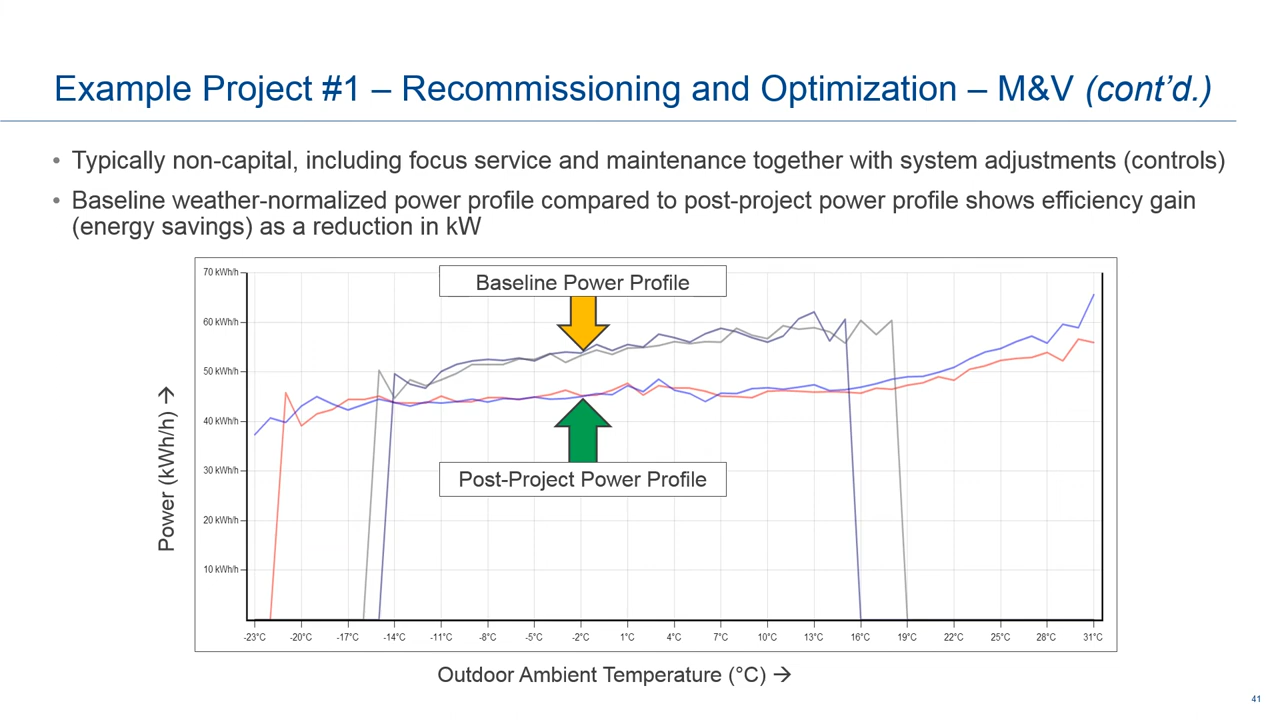 Example Project #1 – Recommissioning and Optimization – M&V (cont’d.)
• Typically non-capital, including focus service and maintenance together with system adjustments (controls)
• Baseline weather-normalized power profile compared to post-project power profile shows efficiency gain
(energy savings) as a reduction in kW
Baseline Power Profile
Post-Project Power Profile
70 kWh/h
60 kWh/h
50 kWh/h
40 kWh/h
30 kWh/h
20 kWh/h
10 kWh/h
Power (kWh/h) →
-23°C -20°C -17°C -14°C -11°C -8°C -5°C -2°C 1°C 4°C 7°C 10°C 13°C 16°C 19°C 22°C 25°C 28°C 31°C
Outdoor Ambient Temperature (°C) →
41